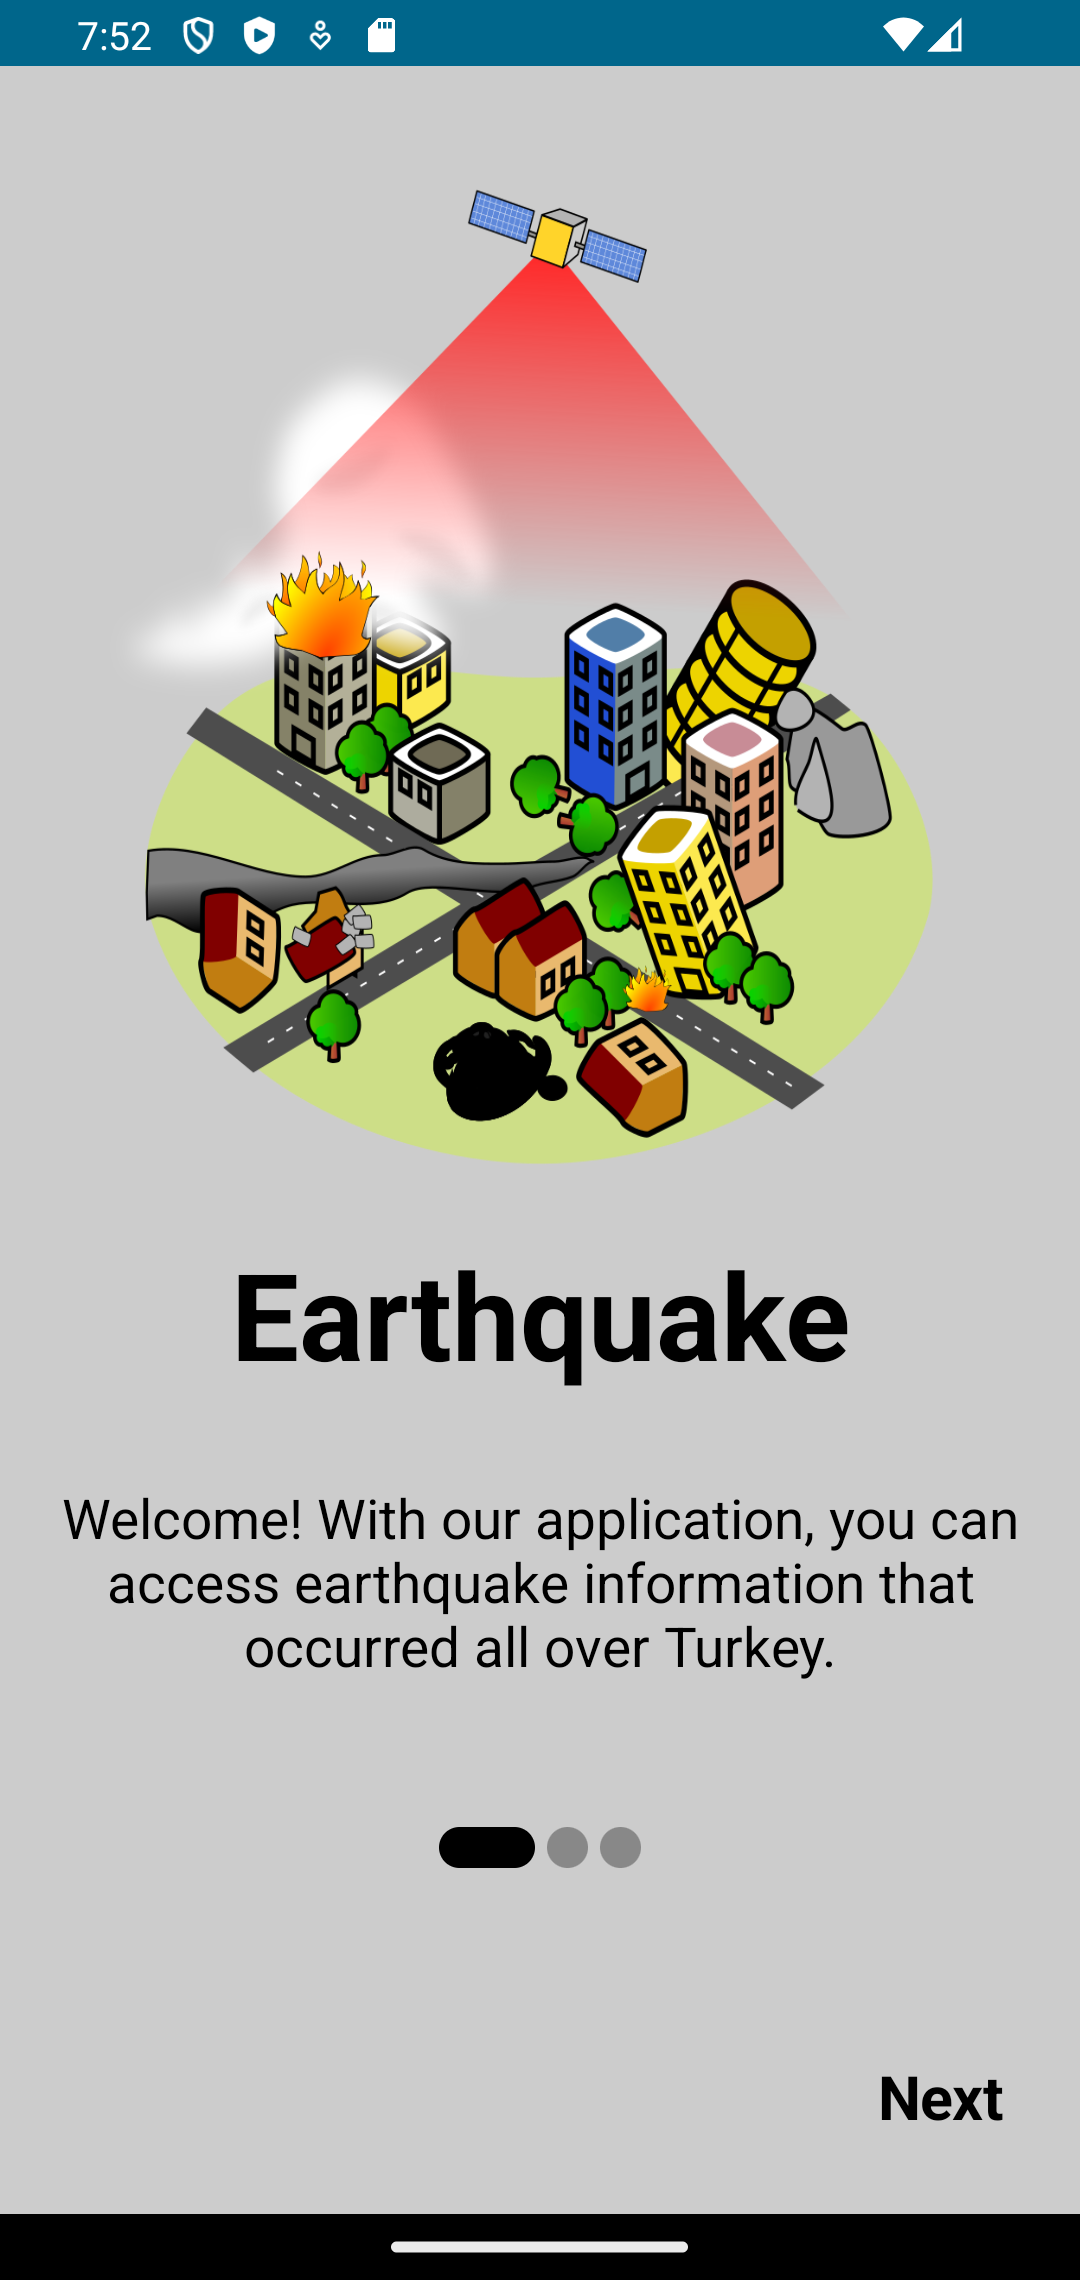 7:52
Earthquake
Welcome! With our application, you can
access earthquake information that
occurred all over Turkey.
Next